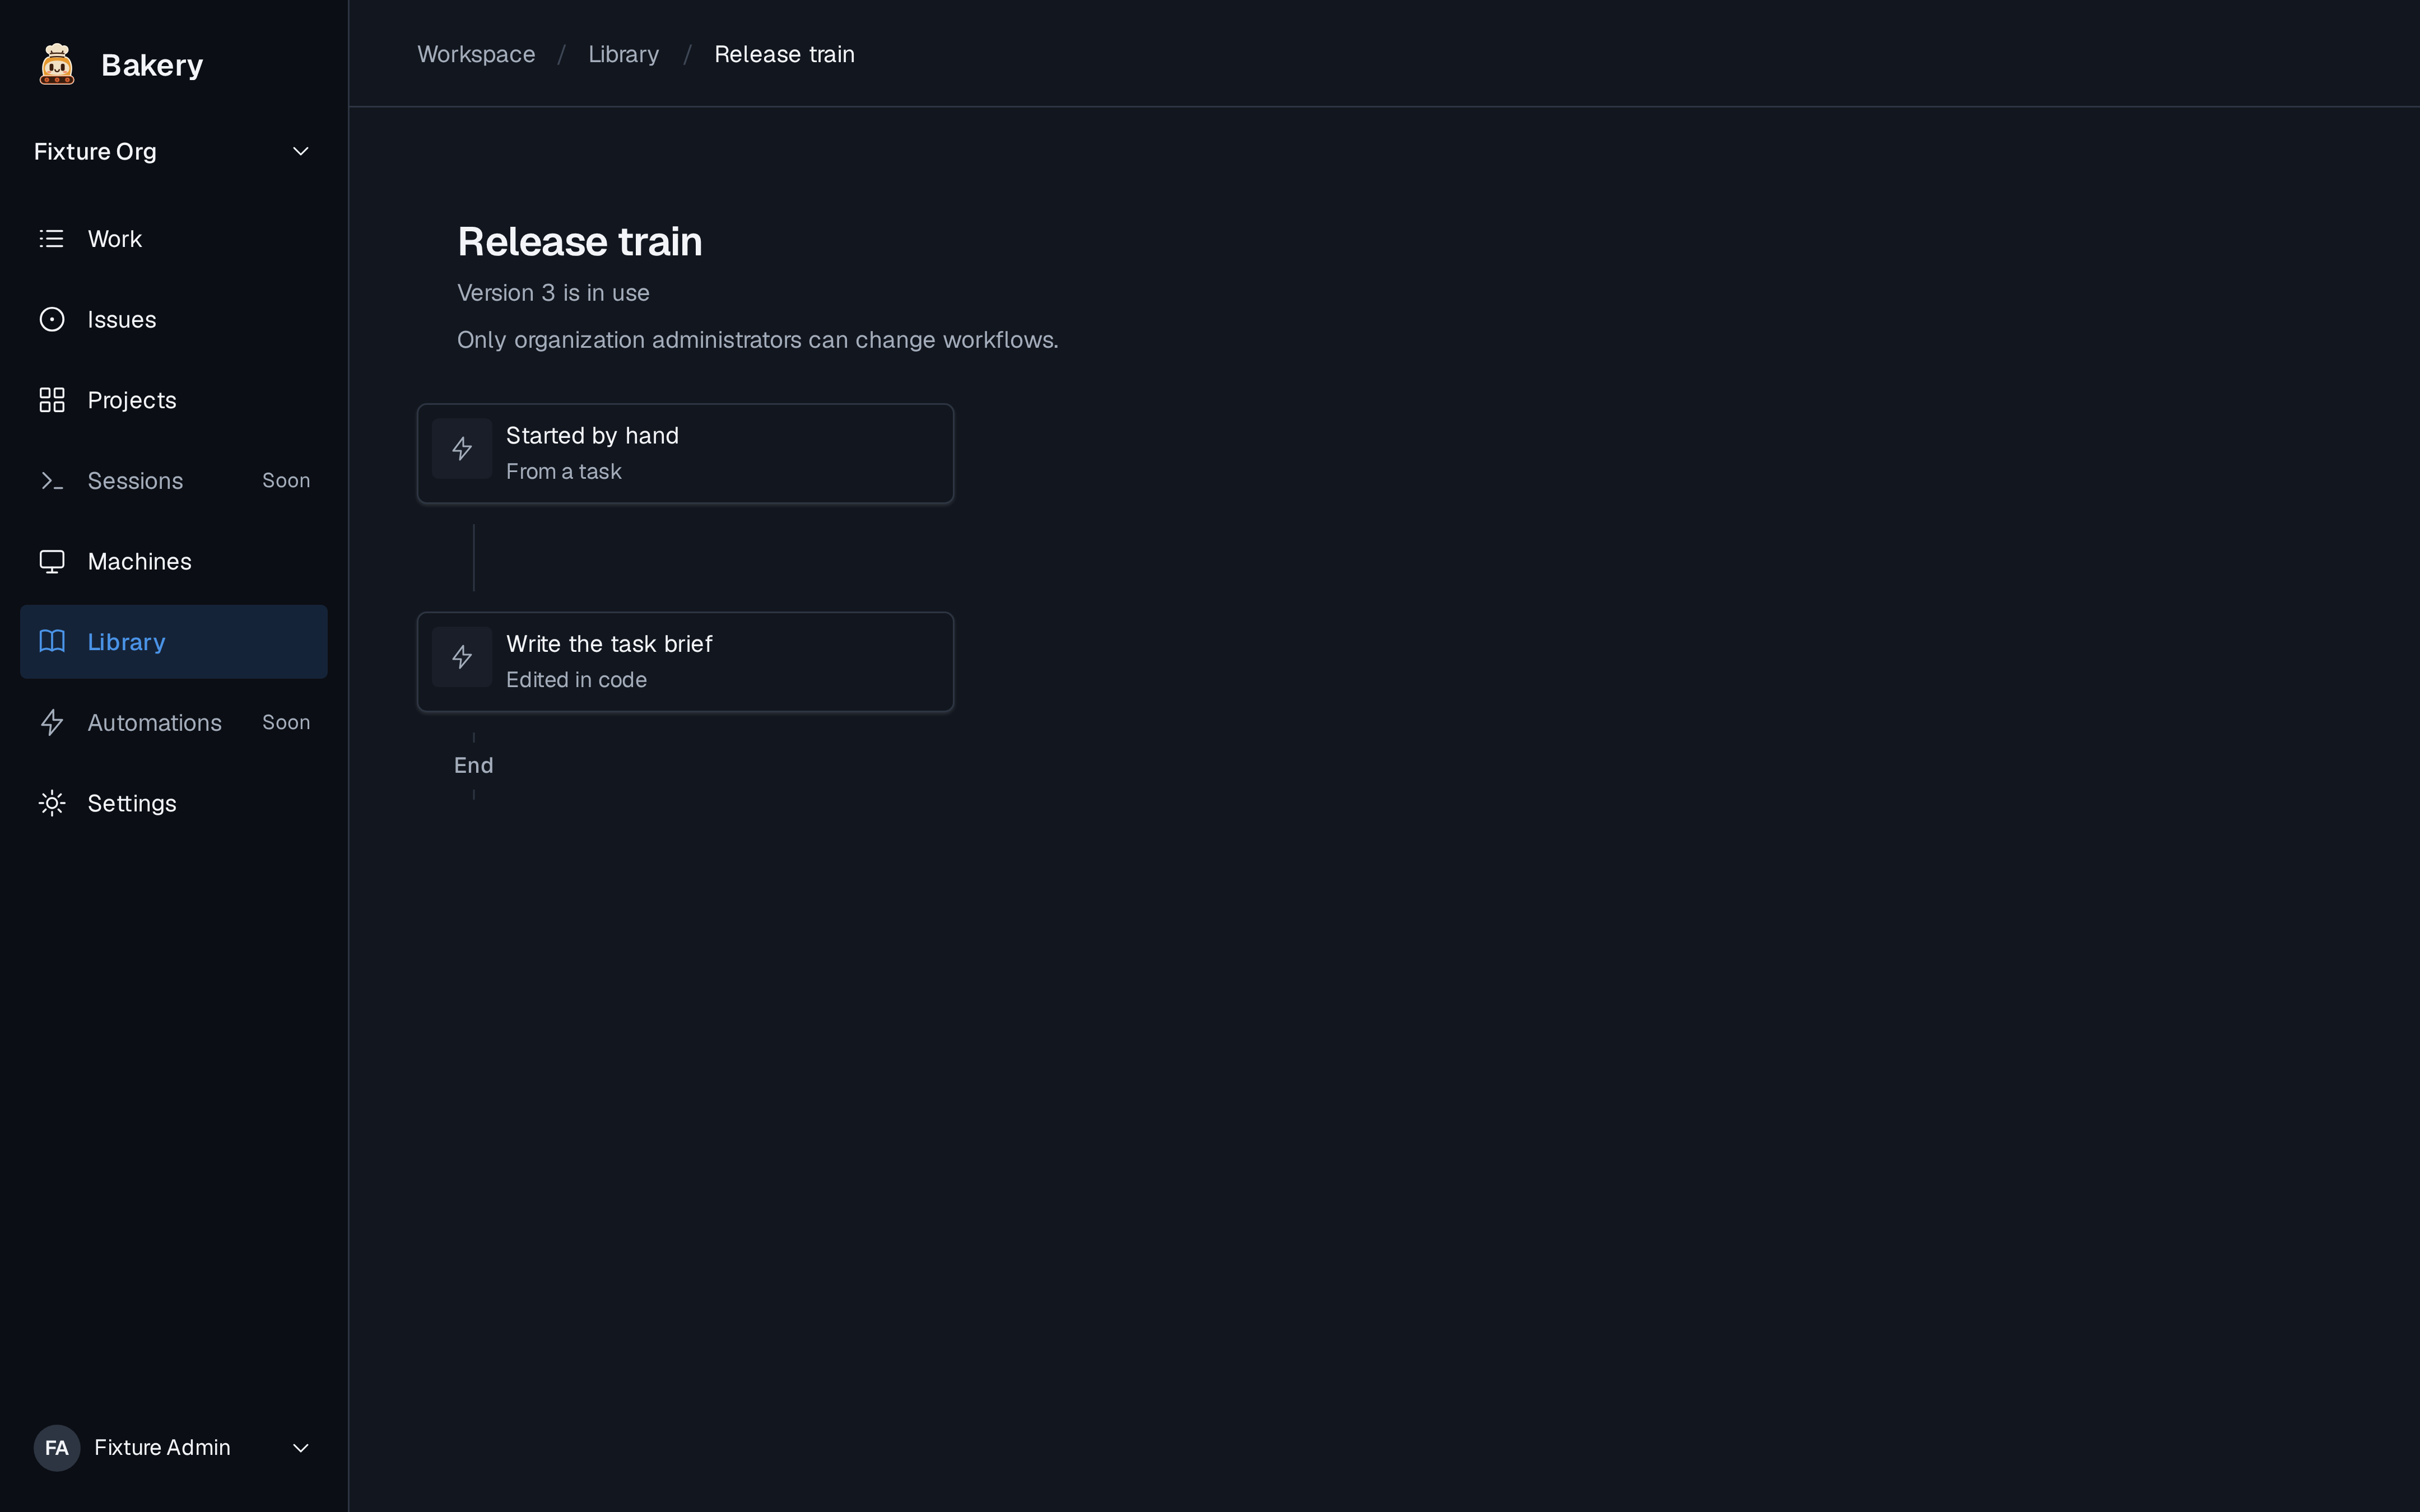 Bakery
Fixture Org
Work
Issues
Projects
Sessions Soon
Machines
Library
Automations Soon
Settings
FA Fixture Admin
Workspace / Library / Release train
Release train
Version 3 is in use
Only organization administrators can change workflows.
Started by hand
From a task
Write the task brief
Edited in code
End